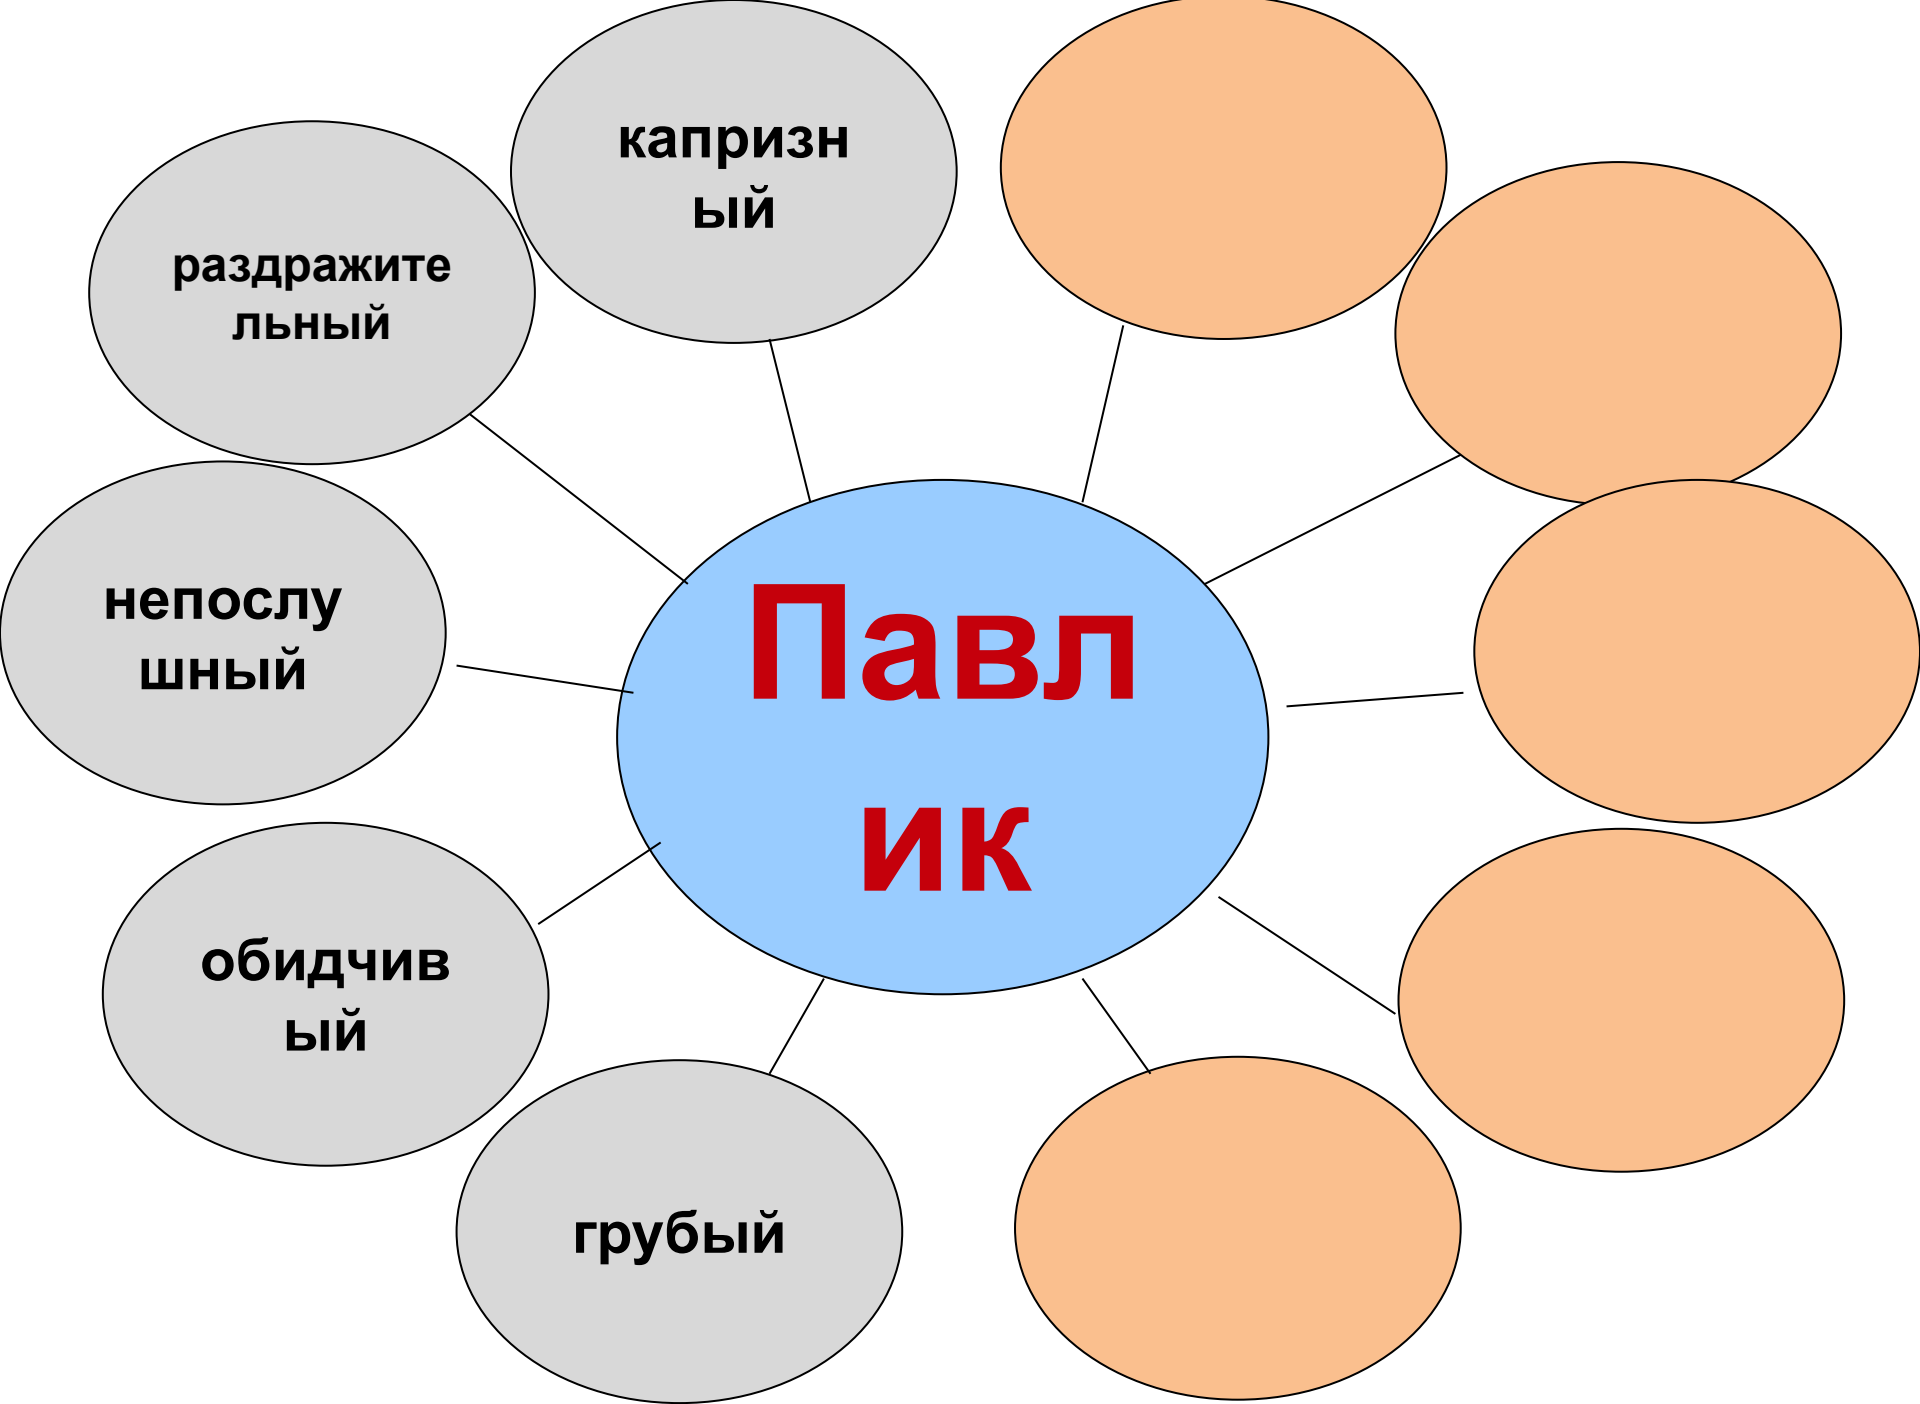 капризн
ый
раздражите
льный
непослу
шный
Павл
ик
обидчив
ый
грубый